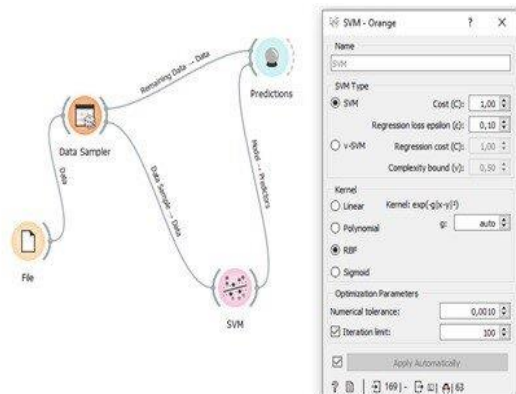 Remaining Data → Data
Predictions
Data Sampler
Data
Data Sample → Data
Model → Predictors
File
SVM
SVM - Orange
?
Name
SVM
SVM Type
SVM
Cost (C): 1,00
Regression loss epsilon (ε): 0,10
ν-SVM
Regression cost (C): 1,00
Complexity bound (ν): 0,50
Kernel
Linear
Kernel: exp(-g|x-y|²)
Polynomial
g: auto
RBF
Sigmoid
Optimization Parameters
Numerical tolerance: 0,0010
Iteration limit: 100
Apply Automatically
? 169 | - | 63